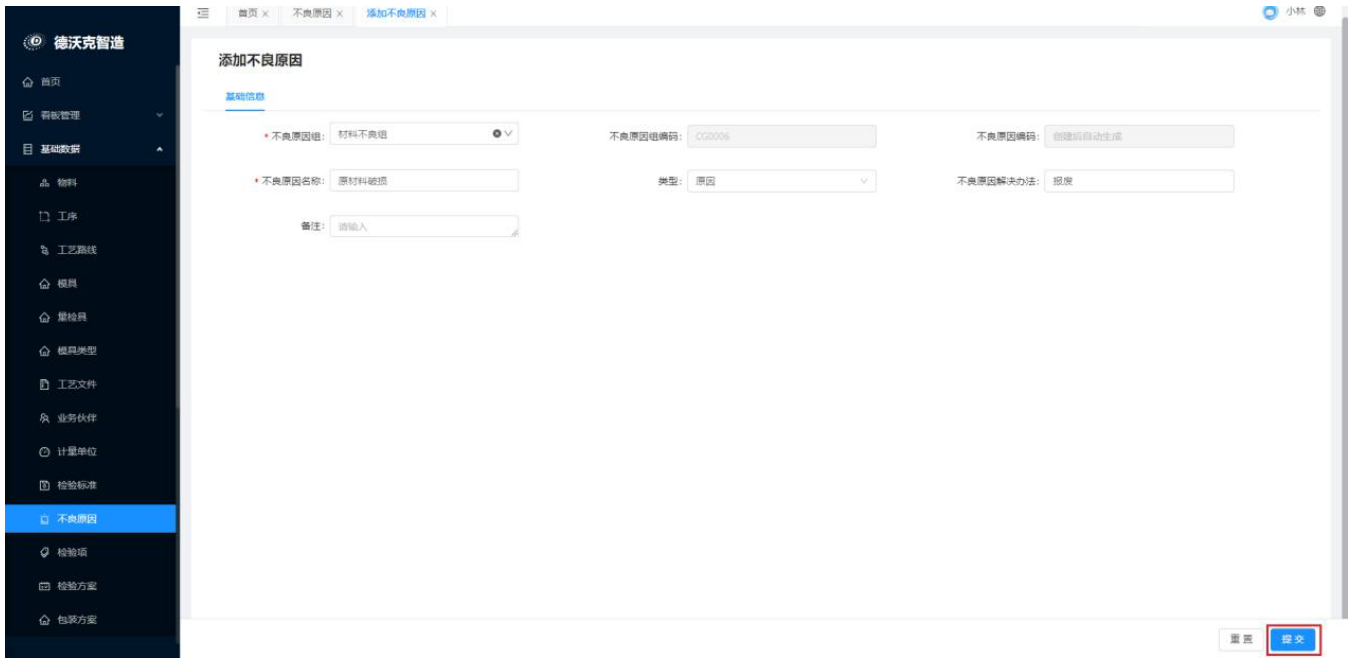 首页 × 不良原因 × 添加不良原因 × 小林
德沃克智造
添加不良原因
首页
基础信息
看板管理
* 不良原因组: 材料不良组 不良原因组编码: CG0006 不良原因编码: 创建后自动生成
基础数据
* 不良原因名称: 原材料破损 类型: 原因 不良原因解决办法: 报废
物料
工序
备注: 请输入
工艺路线
模具
量检具
模具类型
工艺文件
业务伙伴
计量单位
检验标准
不良原因
检验项
检验方案
包装方案
重置 提交